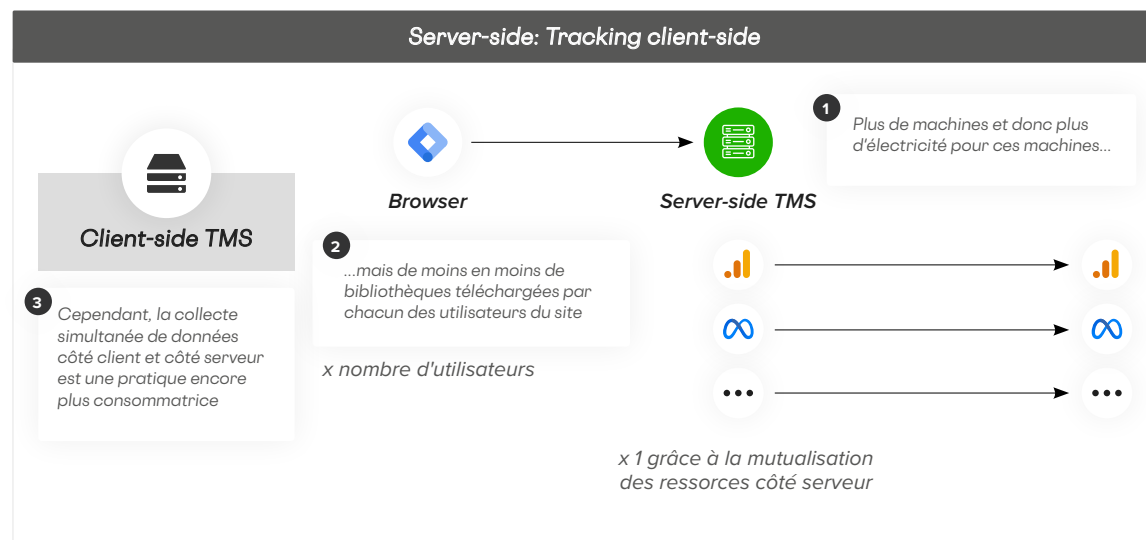 Server-side: Tracking client-side
1
Plus de machines et donc plus
d'électricité pour ces machines...
Browser
Server-side TMS
Client-side TMS
2
...mais de moins en moins de
bibliothèques téléchargées par
chacun des utilisateurs du site
3
Cependant, la collecte
simultanée de données
côté client et côté serveur
est une pratique encore
plus consommatrice
x nombre d'utilisateurs
x 1 grâce à la mutualisation
des ressorces côté serveur